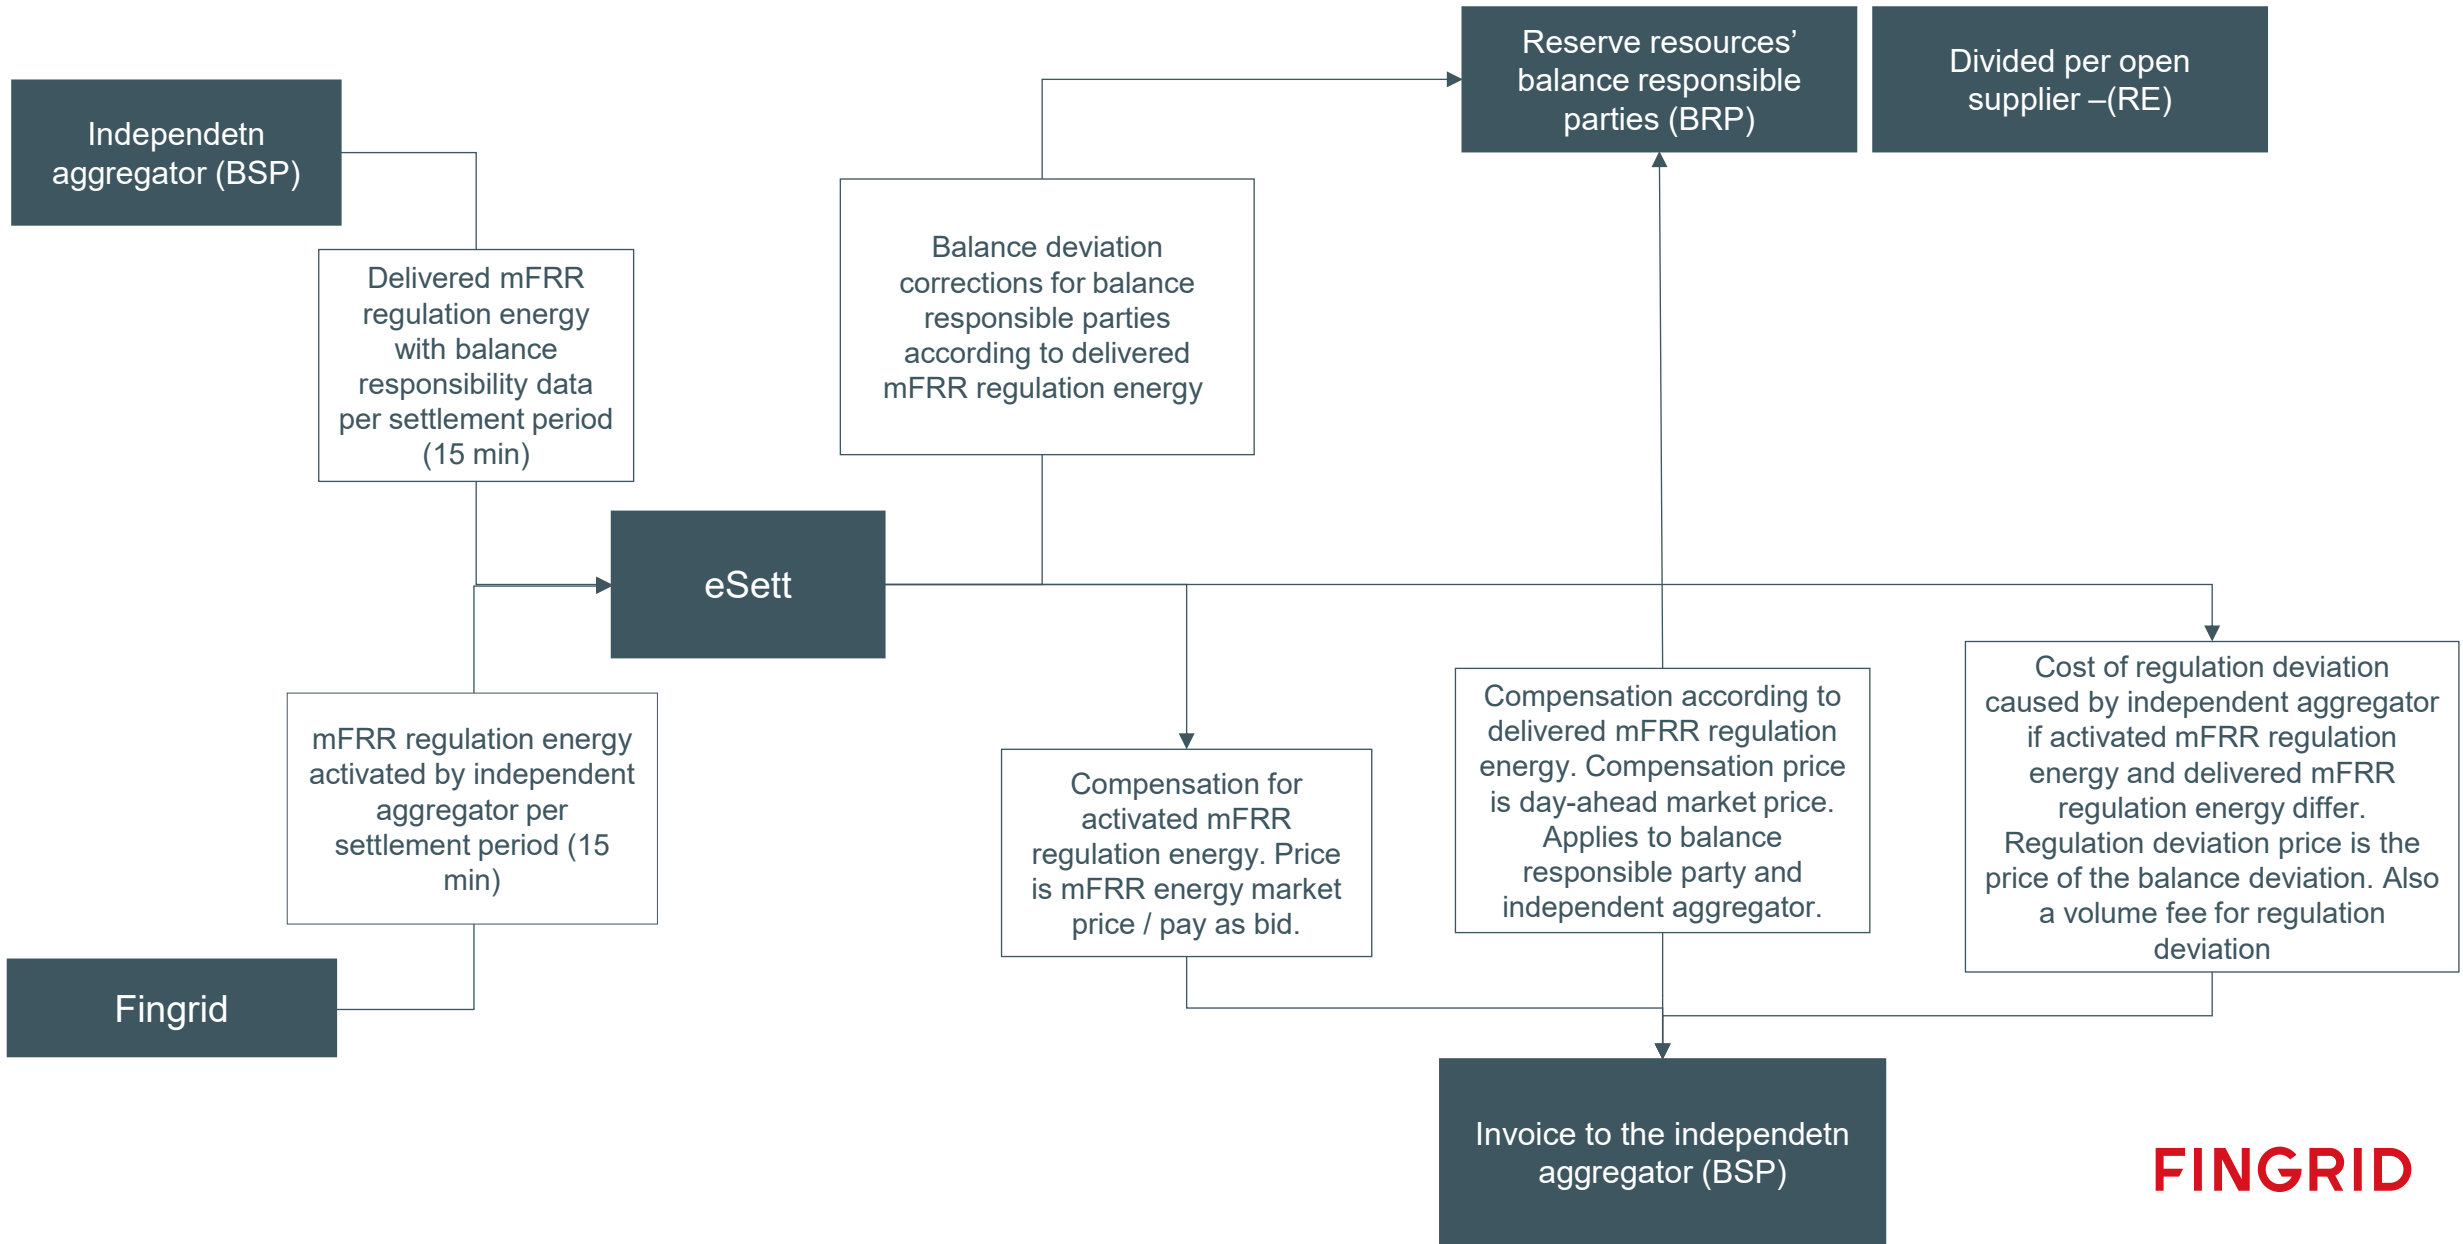 Reserve resources’
balance responsible
parties (BRP)
Divided per open
supplier –(RE)
Independetn
aggregator (BSP)
Delivered mFRR
regulation energy
with balance
responsibility data
per settlement period
(15 min)
Balance deviation
corrections for balance
responsible parties
according to delivered
mFRR regulation energy
eSett
mFRR regulation energy
activated by independent
aggregator per
settlement period (15
min)
Fingrid
Compensation for
activated mFRR
regulation energy. Price
is mFRR energy market
price / pay as bid.
Compensation according to
delivered mFRR regulation
energy. Compensation price
is day-ahead market price.
Applies to balance
responsible party and
independent aggregator.
Cost of regulation deviation
caused by independent aggregator
if activated mFRR regulation
energy and delivered mFRR
regulation energy differ.
Regulation deviation price is the
price of the balance deviation. Also
a volume fee for regulation
deviation
Invoice to the independetn
aggregator (BSP)
FINGRID